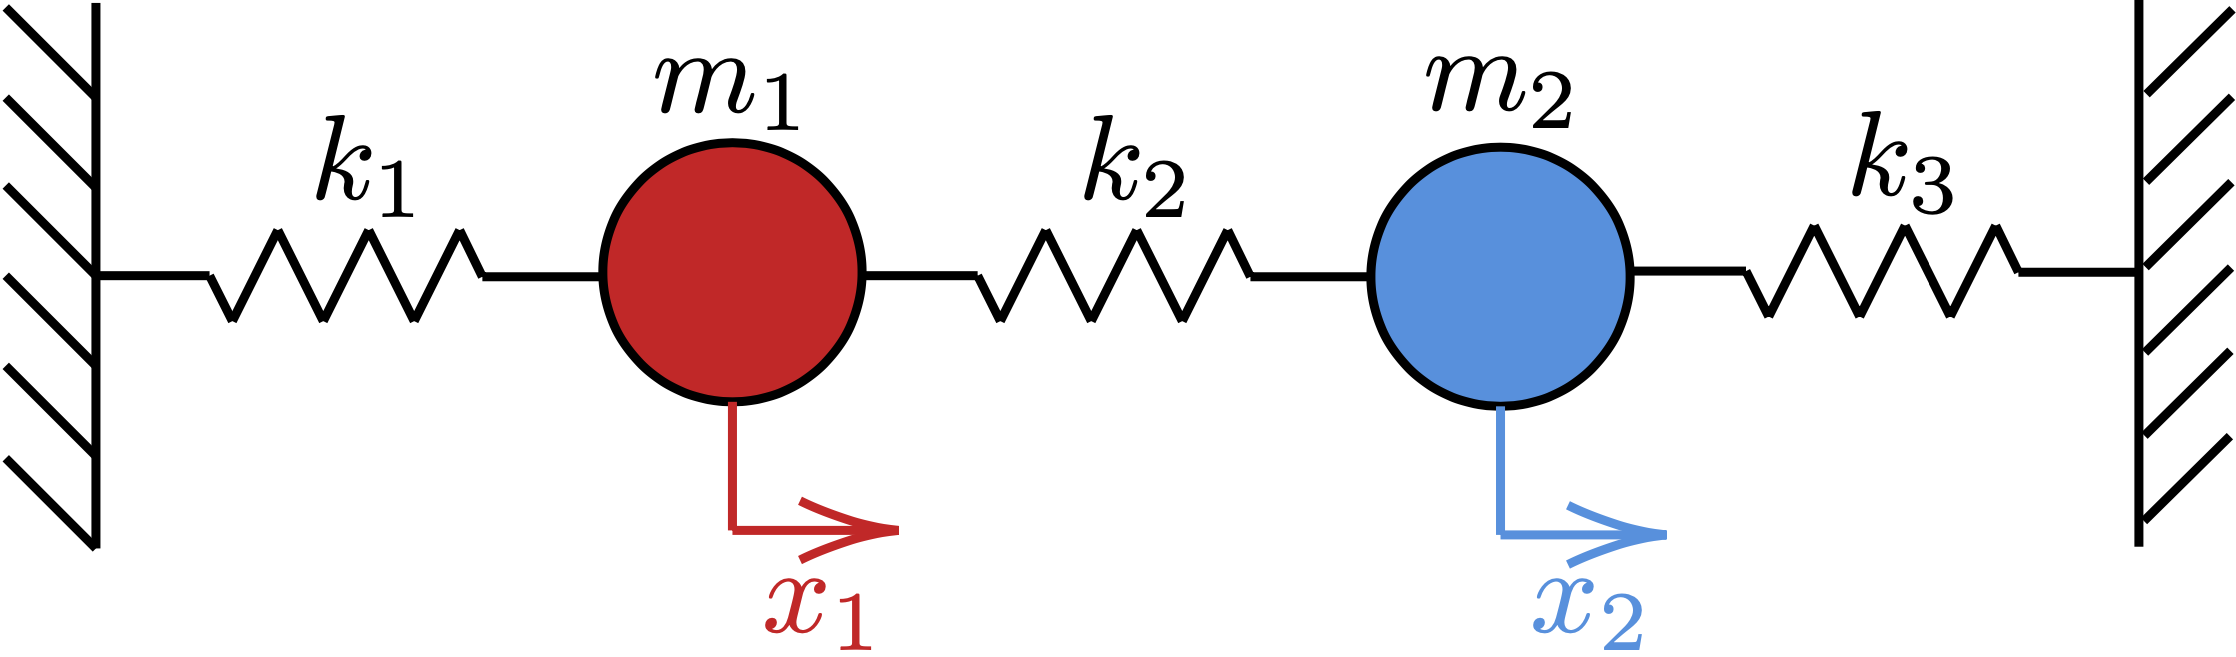 m₁
m₂
k₁
k₂
k₃
x₁
x₂